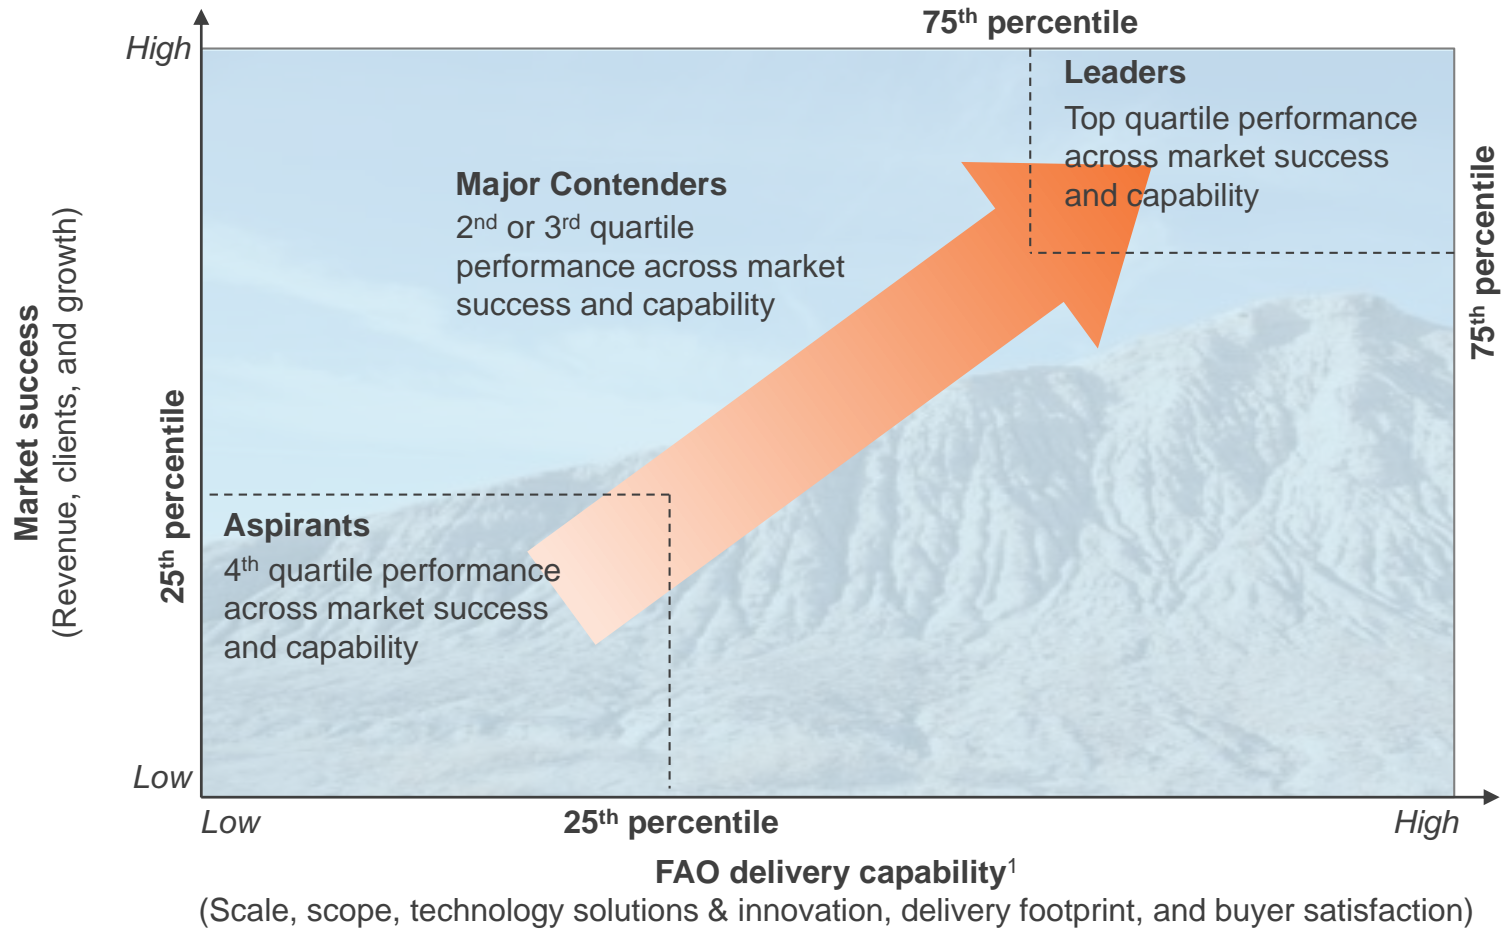 75th percentile
High
Leaders
Top quartile performance
across market success
and capability
Major Contenders
2nd or 3rd quartile
performance across market
success and capability
75th percentile
Market success
(Revenue, clients, and growth)
25th percentile
Aspirants
4th quartile performance
across market success
and capability
Low
Low
25th percentile
High
FAO delivery capability1
(Scale, scope, technology solutions & innovation, delivery footprint, and buyer satisfaction)